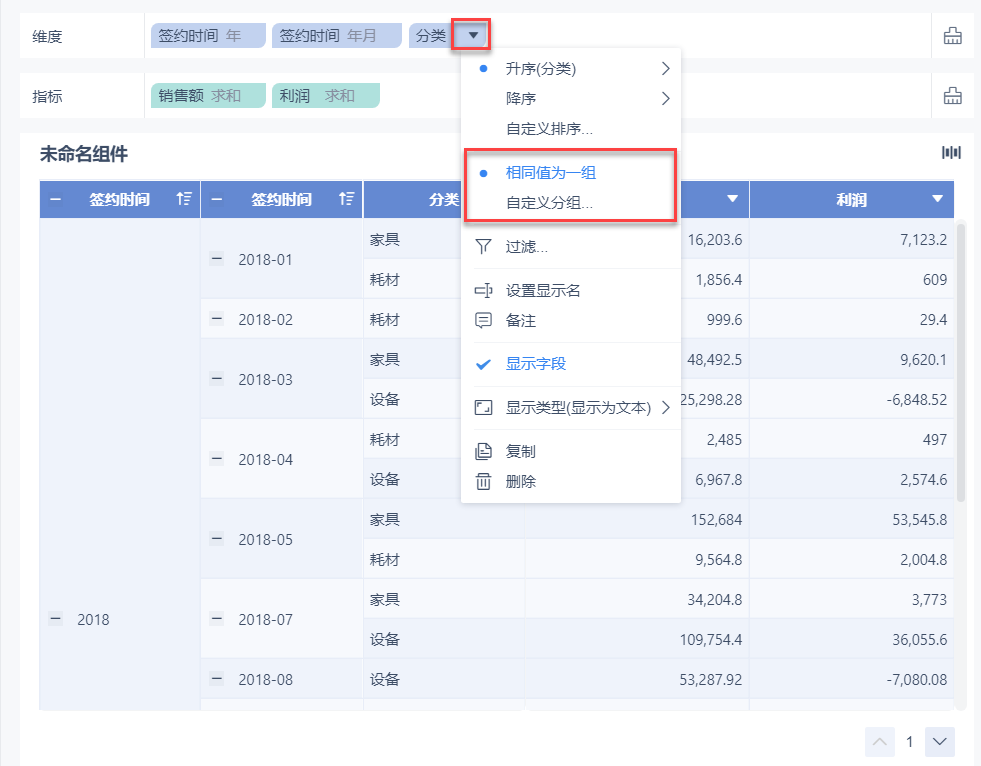 维度 签约时间 年 签约时间 年月 分类
指标 销售额 求和 利润 求和
升序(分类)
降序
自定义排序...
相同值为一组
自定义分组...
过滤...
设置显示名
备注
显示字段
显示类型(显示为文本)
复制
删除
未命名组件
签约时间 签约时间 分类 利润
2018
2018-01 家具 16,203.6 7,123.2
耗材 1,856.4 609
2018-02 耗材 999.6 29.4
2018-03 家具 48,492.5 9,620.1
设备 25,298.28 -6,848.52
2018-04 耗材 2,485 497
设备 6,967.8 2,574.6
2018-05 家具 152,684 53,545.8
耗材 9,564.8 2,004.8
2018-07 家具 34,204.8 3,773
设备 109,754.4 36,055.6
2018-08 设备 53,287.92 -7,080.08
1